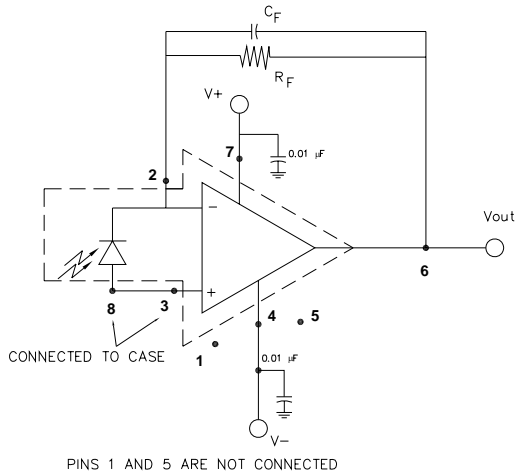 C_F
R_F
V+
0.01 µF
7
2
−
Vout
6
+
8
3
4
5
CONNECTED TO CASE
1
0.01 µF
V−
PINS 1 AND 5 ARE NOT CONNECTED